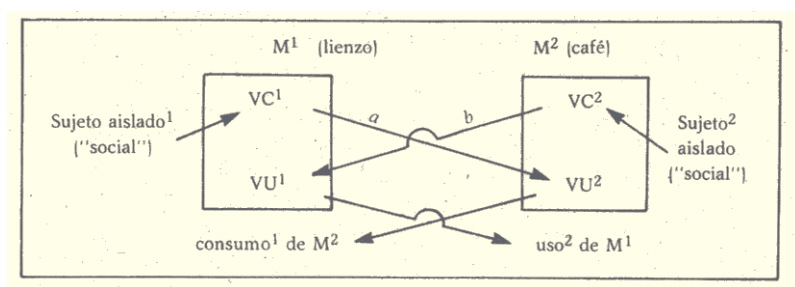 M¹ (lienzo)
M² (café)
VC¹
VC²
Sujeto aislado¹
("social")
a
b
Sujeto²
aislado
("social")
VU¹
VU²
consumo¹ de M²
uso² de M¹